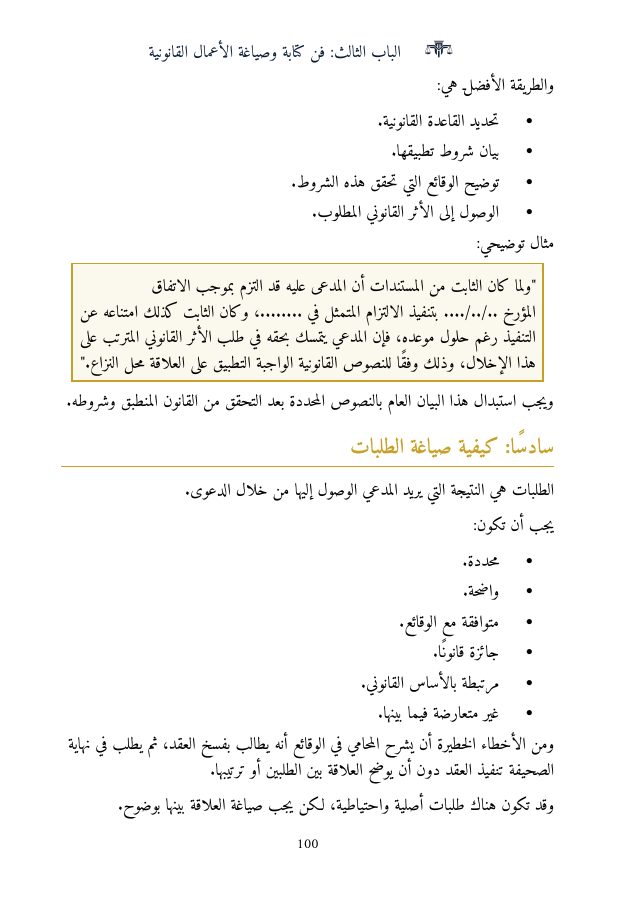 الباب الثالث: فن كتابة وصياغة الأعمال القانونية
والطريقة الأفضل هي:
• تحديد القاعدة القانونية.
• بيان شروط تطبيقها.
• توضيح الوقائع التي تحقق هذه الشروط.
• الوصول إلى الأثر القانوني المطلوب.
مثال توضيحي:
"ولما كان الثابت من المستندات أن المدعى عليه قد التزم بموجب الاتفاق
المؤرخ ../../.... بتنفيذ الالتزام المتمثل في ........، وكان الثابت كذلك امتناعه عن
التنفيذ رغم حلول موعده، فإن المدعي يتمسك بحقه في طلب الأثر القانوني المترتب على
هذا الإخلال، وذلك وفقًا للنصوص القانونية الواجبة التطبيق على العلاقة محل النزاع."
ويجب استبدال هذا البيان العام بالنصوص المحددة بعد التحقق من القانون المنطبق وشروطه.
سادسًا: كيفية صياغة الطلبات
الطلبات هي النتيجة التي يريد المدعي الوصول إليها من خلال الدعوى.
يجب أن تكون:
• محددة.
• واضحة.
• متوافقة مع الوقائع.
• جائزة قانونًا.
• مرتبطة بالأساس القانوني.
• غير متعارضة فيما بينها.
ومن الأخطاء الخطيرة أن يشرح المحامي في الوقائع أنه يطالب بفسخ العقد، ثم يطلب في نهاية
الصحيفة تنفيذ العقد دون أن يوضح العلاقة بين الطلبين أو ترتيبها.
وقد تكون هناك طلبات أصلية واحتياطية، لكن يجب صياغة العلاقة بينها بوضوح.
100